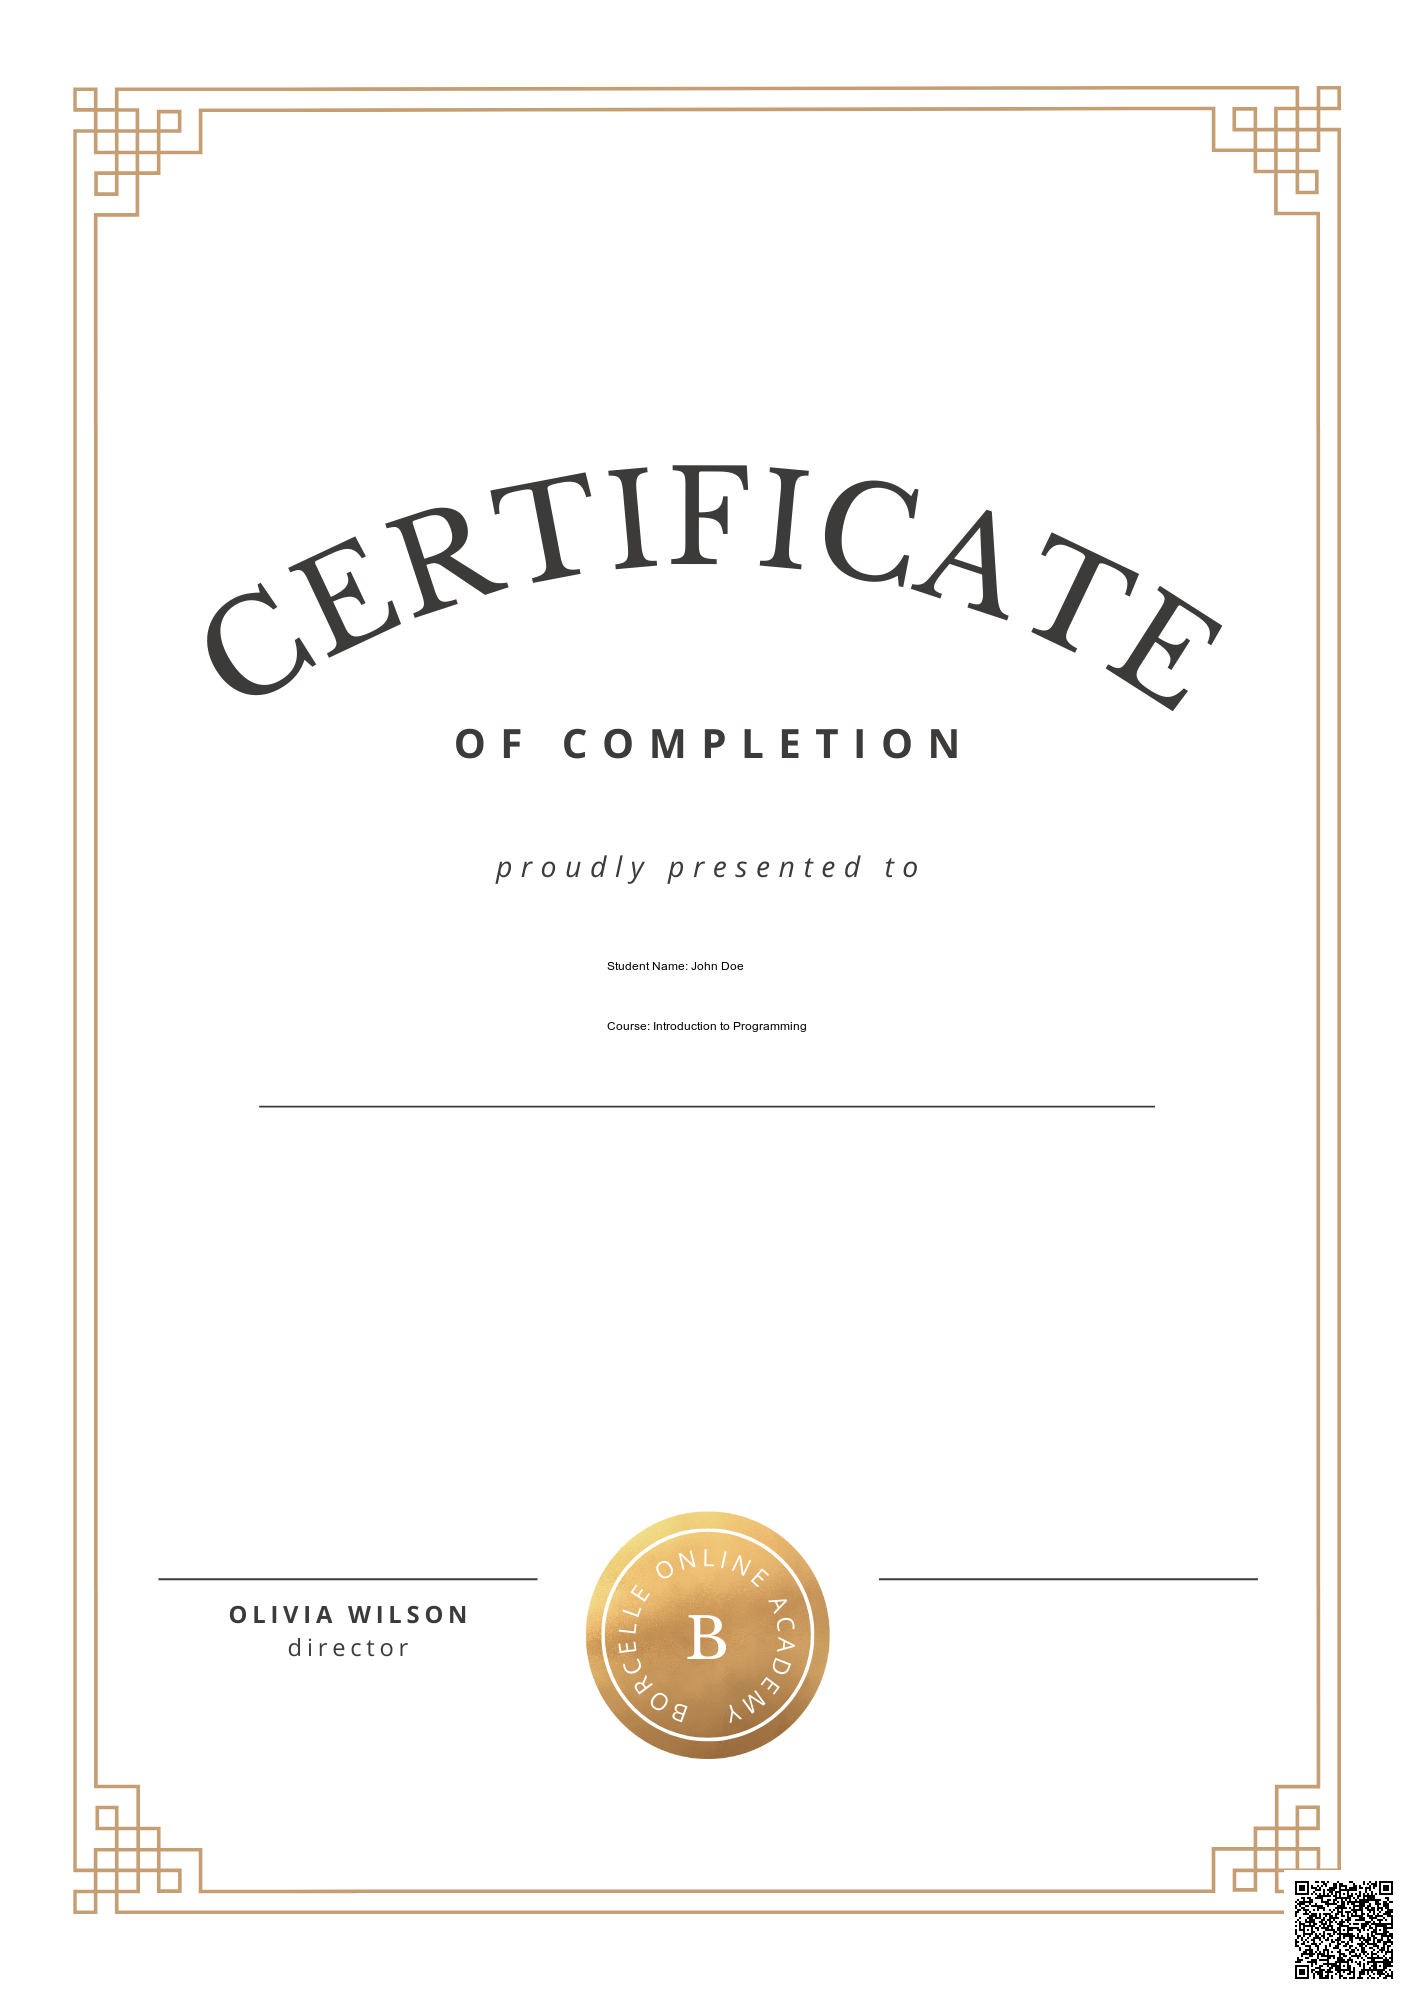 CERTIFICATE
OF COMPLETION
proudly presented to
Student Name: John Doe
Course: Introduction to Programming
OLIVIA WILSON
director
BORCELLE ONLINE ACADEMY
B